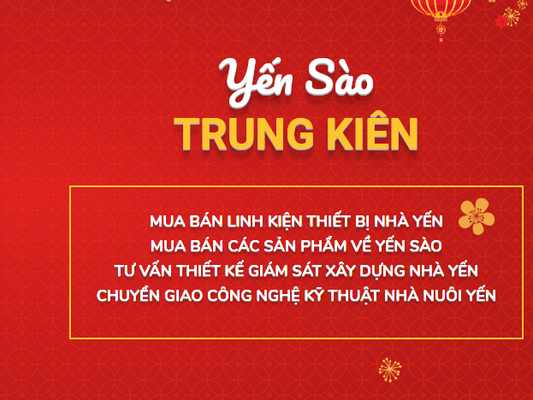 Yến Sào
TRUNG KIÊN
MUA BÁN LINH KIỆN THIẾT BỊ NHÀ YẾN
MUA BÁN CÁC SẢN PHẨM VỀ YẾN SÀO
TƯ VẤN THIẾT KẾ GIÁM SÁT XÂY DỰNG NHÀ YẾN
CHUYỂN GIAO CÔNG NGHỆ KỸ THUẬT NHÀ NUÔI YẾN